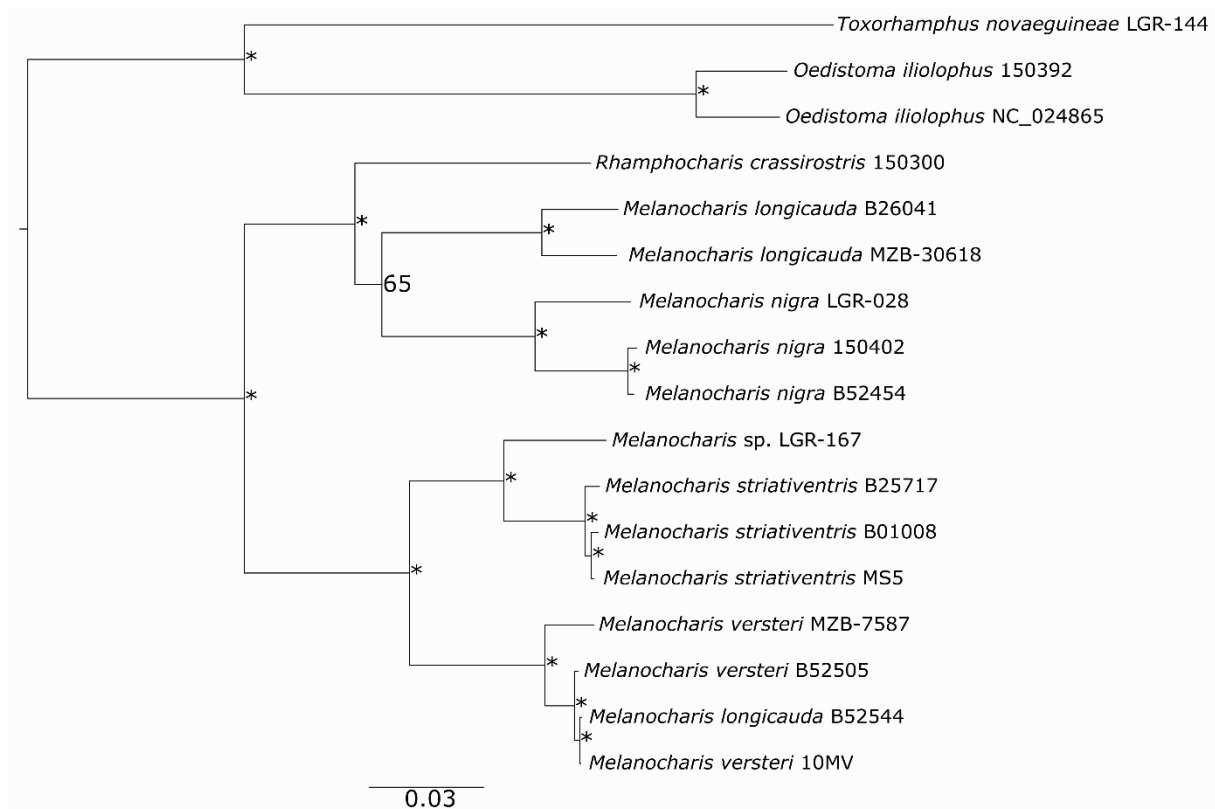 Toxorhamphus novaeguineae LGR-144
*
Oedistoma iliolophus 150392
*
Oedistoma iliolophus NC_024865
Rhamphocharis crassirostris 150300
Melanocharis longicauda B26041
*
*
Melanocharis longicauda MZB-30618
65
Melanocharis nigra LGR-028
*
Melanocharis nigra 150402
*
Melanocharis nigra B52454
*
Melanocharis sp. LGR-167
*
Melanocharis striativentris B25717
*
Melanocharis striativentris B01008
*
Melanocharis striativentris MS5
*
Melanocharis versteri MZB-7587
*
Melanocharis versteri B52505
*
Melanocharis longicauda B52544
*
Melanocharis versteri 10MV
0.03